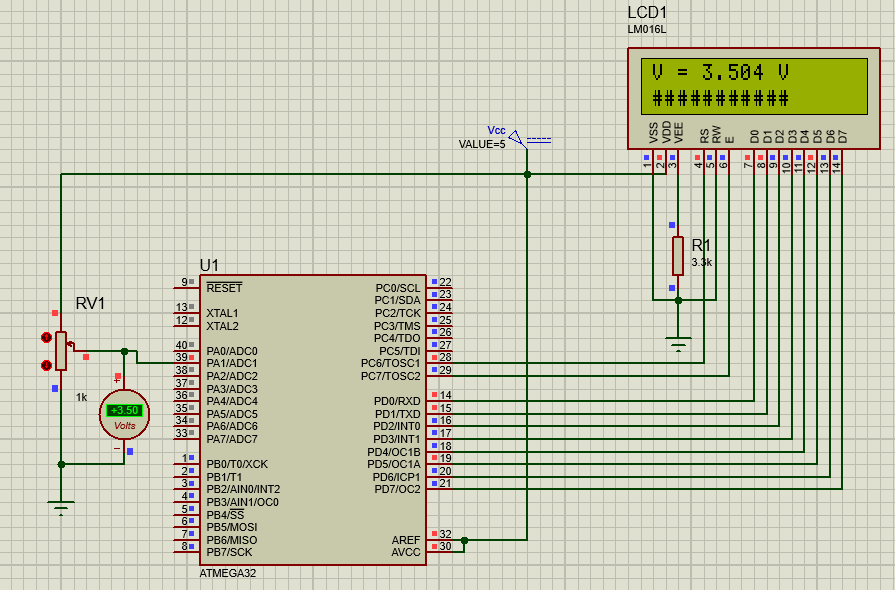 LCD1
LM016L
V = 3.504 V
###########
VSS VDD VEE RS RW E D0 D1 D2 D3 D4 D5 D6 D7
1 2 3 4 5 6 7 8 9 10 11 12 13 14
Vcc
VALUE=5
R1
3.3k
RV1
1k
+3.50
Volts
+
−
U1
9 RESET
13 XTAL1
12 XTAL2
40 PA0/ADC0
39 PA1/ADC1
38 PA2/ADC2
37 PA3/ADC3
36 PA4/ADC4
35 PA5/ADC5
34 PA6/ADC6
33 PA7/ADC7
1 PB0/T0/XCK
2 PB1/T1
3 PB2/AIN0/INT2
4 PB3/AIN1/OC0
5 PB4/SS
6 PB5/MOSI
7 PB6/MISO
8 PB7/SCK
PC0/SCL 22
PC1/SDA 23
PC2/TCK 24
PC3/TMS 25
PC4/TDO 26
PC5/TDI 27
PC6/TOSC1 28
PC7/TOSC2 29
PD0/RXD 14
PD1/TXD 15
PD2/INT0 16
PD3/INT1 17
PD4/OC1B 18
PD5/OC1A 19
PD6/ICP1 20
PD7/OC2 21
AREF 32
AVCC 30
ATMEGA32